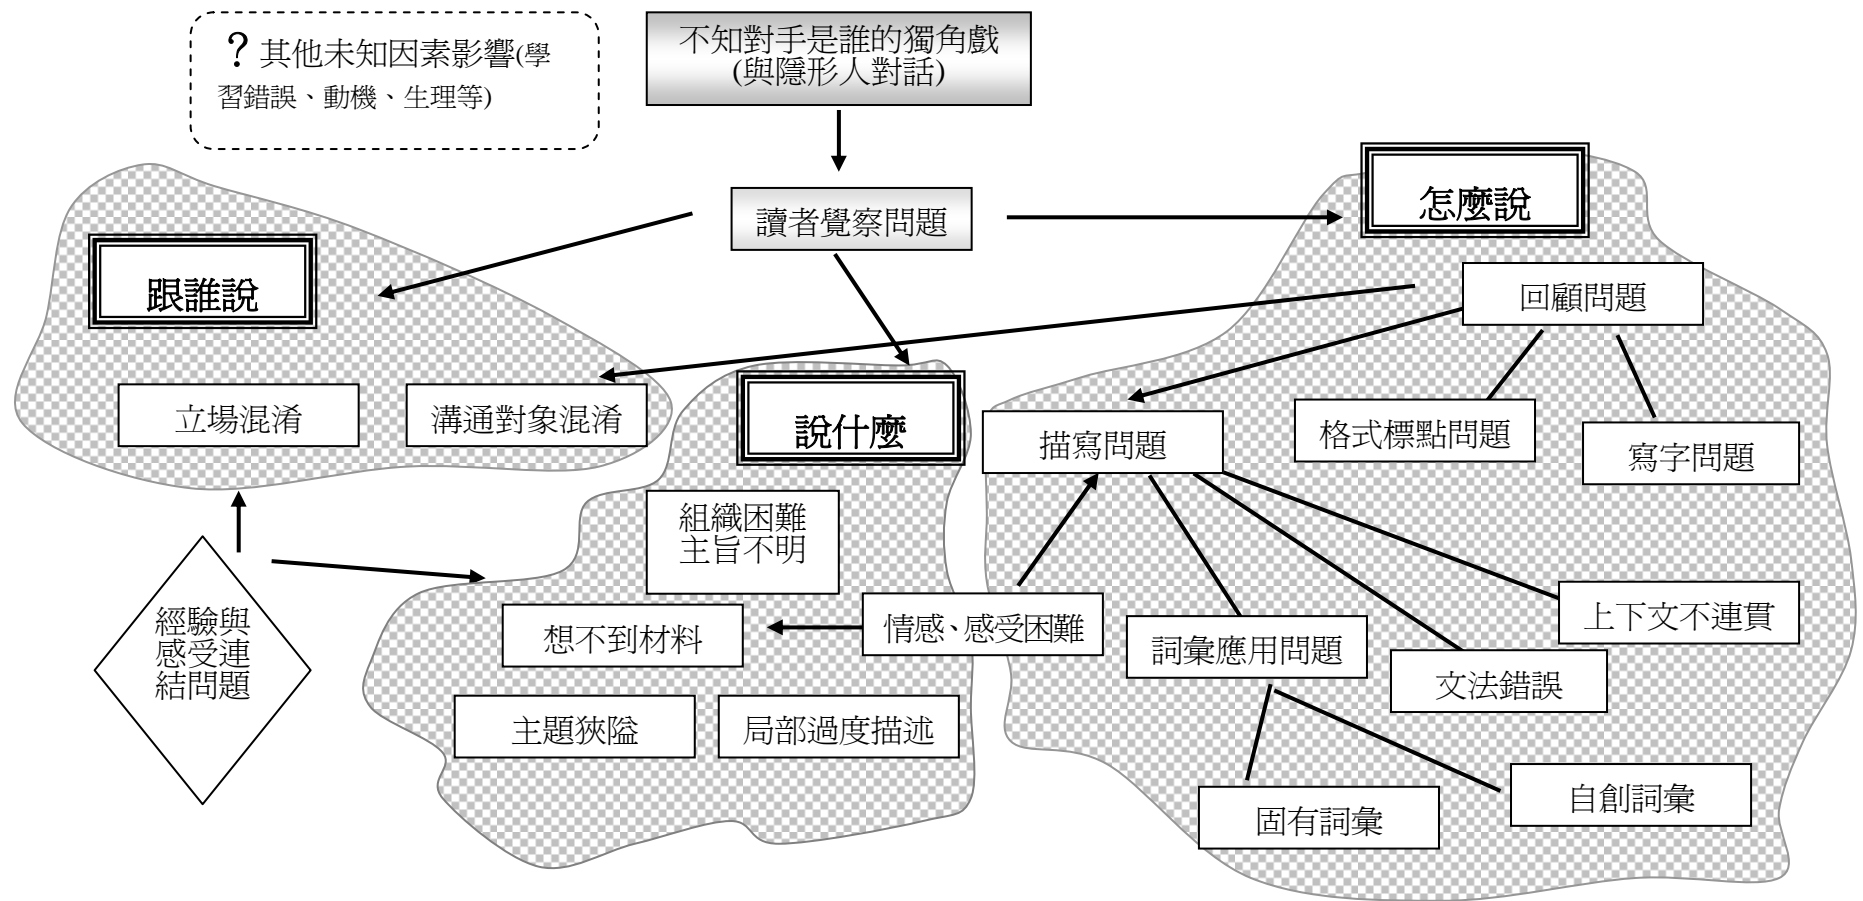 ？其他未知因素影響(學
習錯誤、動機、生理等)
不知對手是誰的獨角戲
(與隱形人對話)
讀者覺察問題
怎麼說
跟誰說
回顧問題
立場混淆
溝通對象混淆
說什麼
描寫問題
格式標點問題
寫字問題
組織困難
主旨不明
經驗與
感受連
結問題
想不到材料
情感、感受困難
詞彙應用問題
上下文不連貫
文法錯誤
主題狹隘
局部過度描述
固有詞彙
自創詞彙